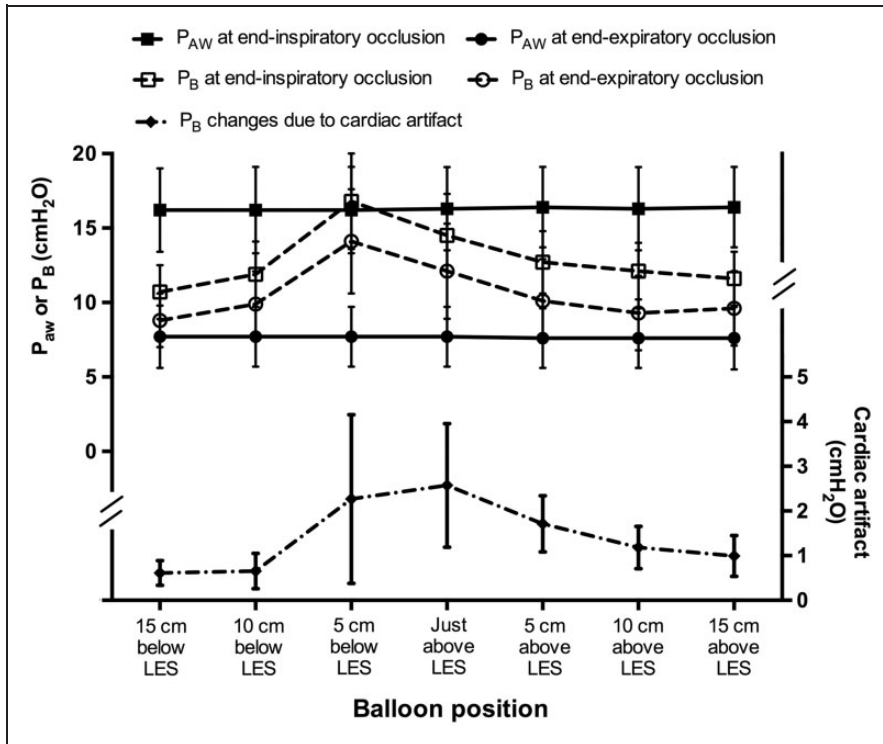 P_AW at end-inspiratory occlusion P_AW at end-expiratory occlusion
P_B at end-inspiratory occlusion P_B at end-expiratory occlusion
P_B changes due to cardiac artifact
P_aw or P_B (cmH₂O)
20
15
10
5
0
5
4
3
2
1
0
Cardiac artifact
(cmH₂O)
15 cm 10 cm 5 cm Just 5 cm 10 cm 15 cm
below below below above above above above
LES LES LES LES LES LES LES
Balloon position